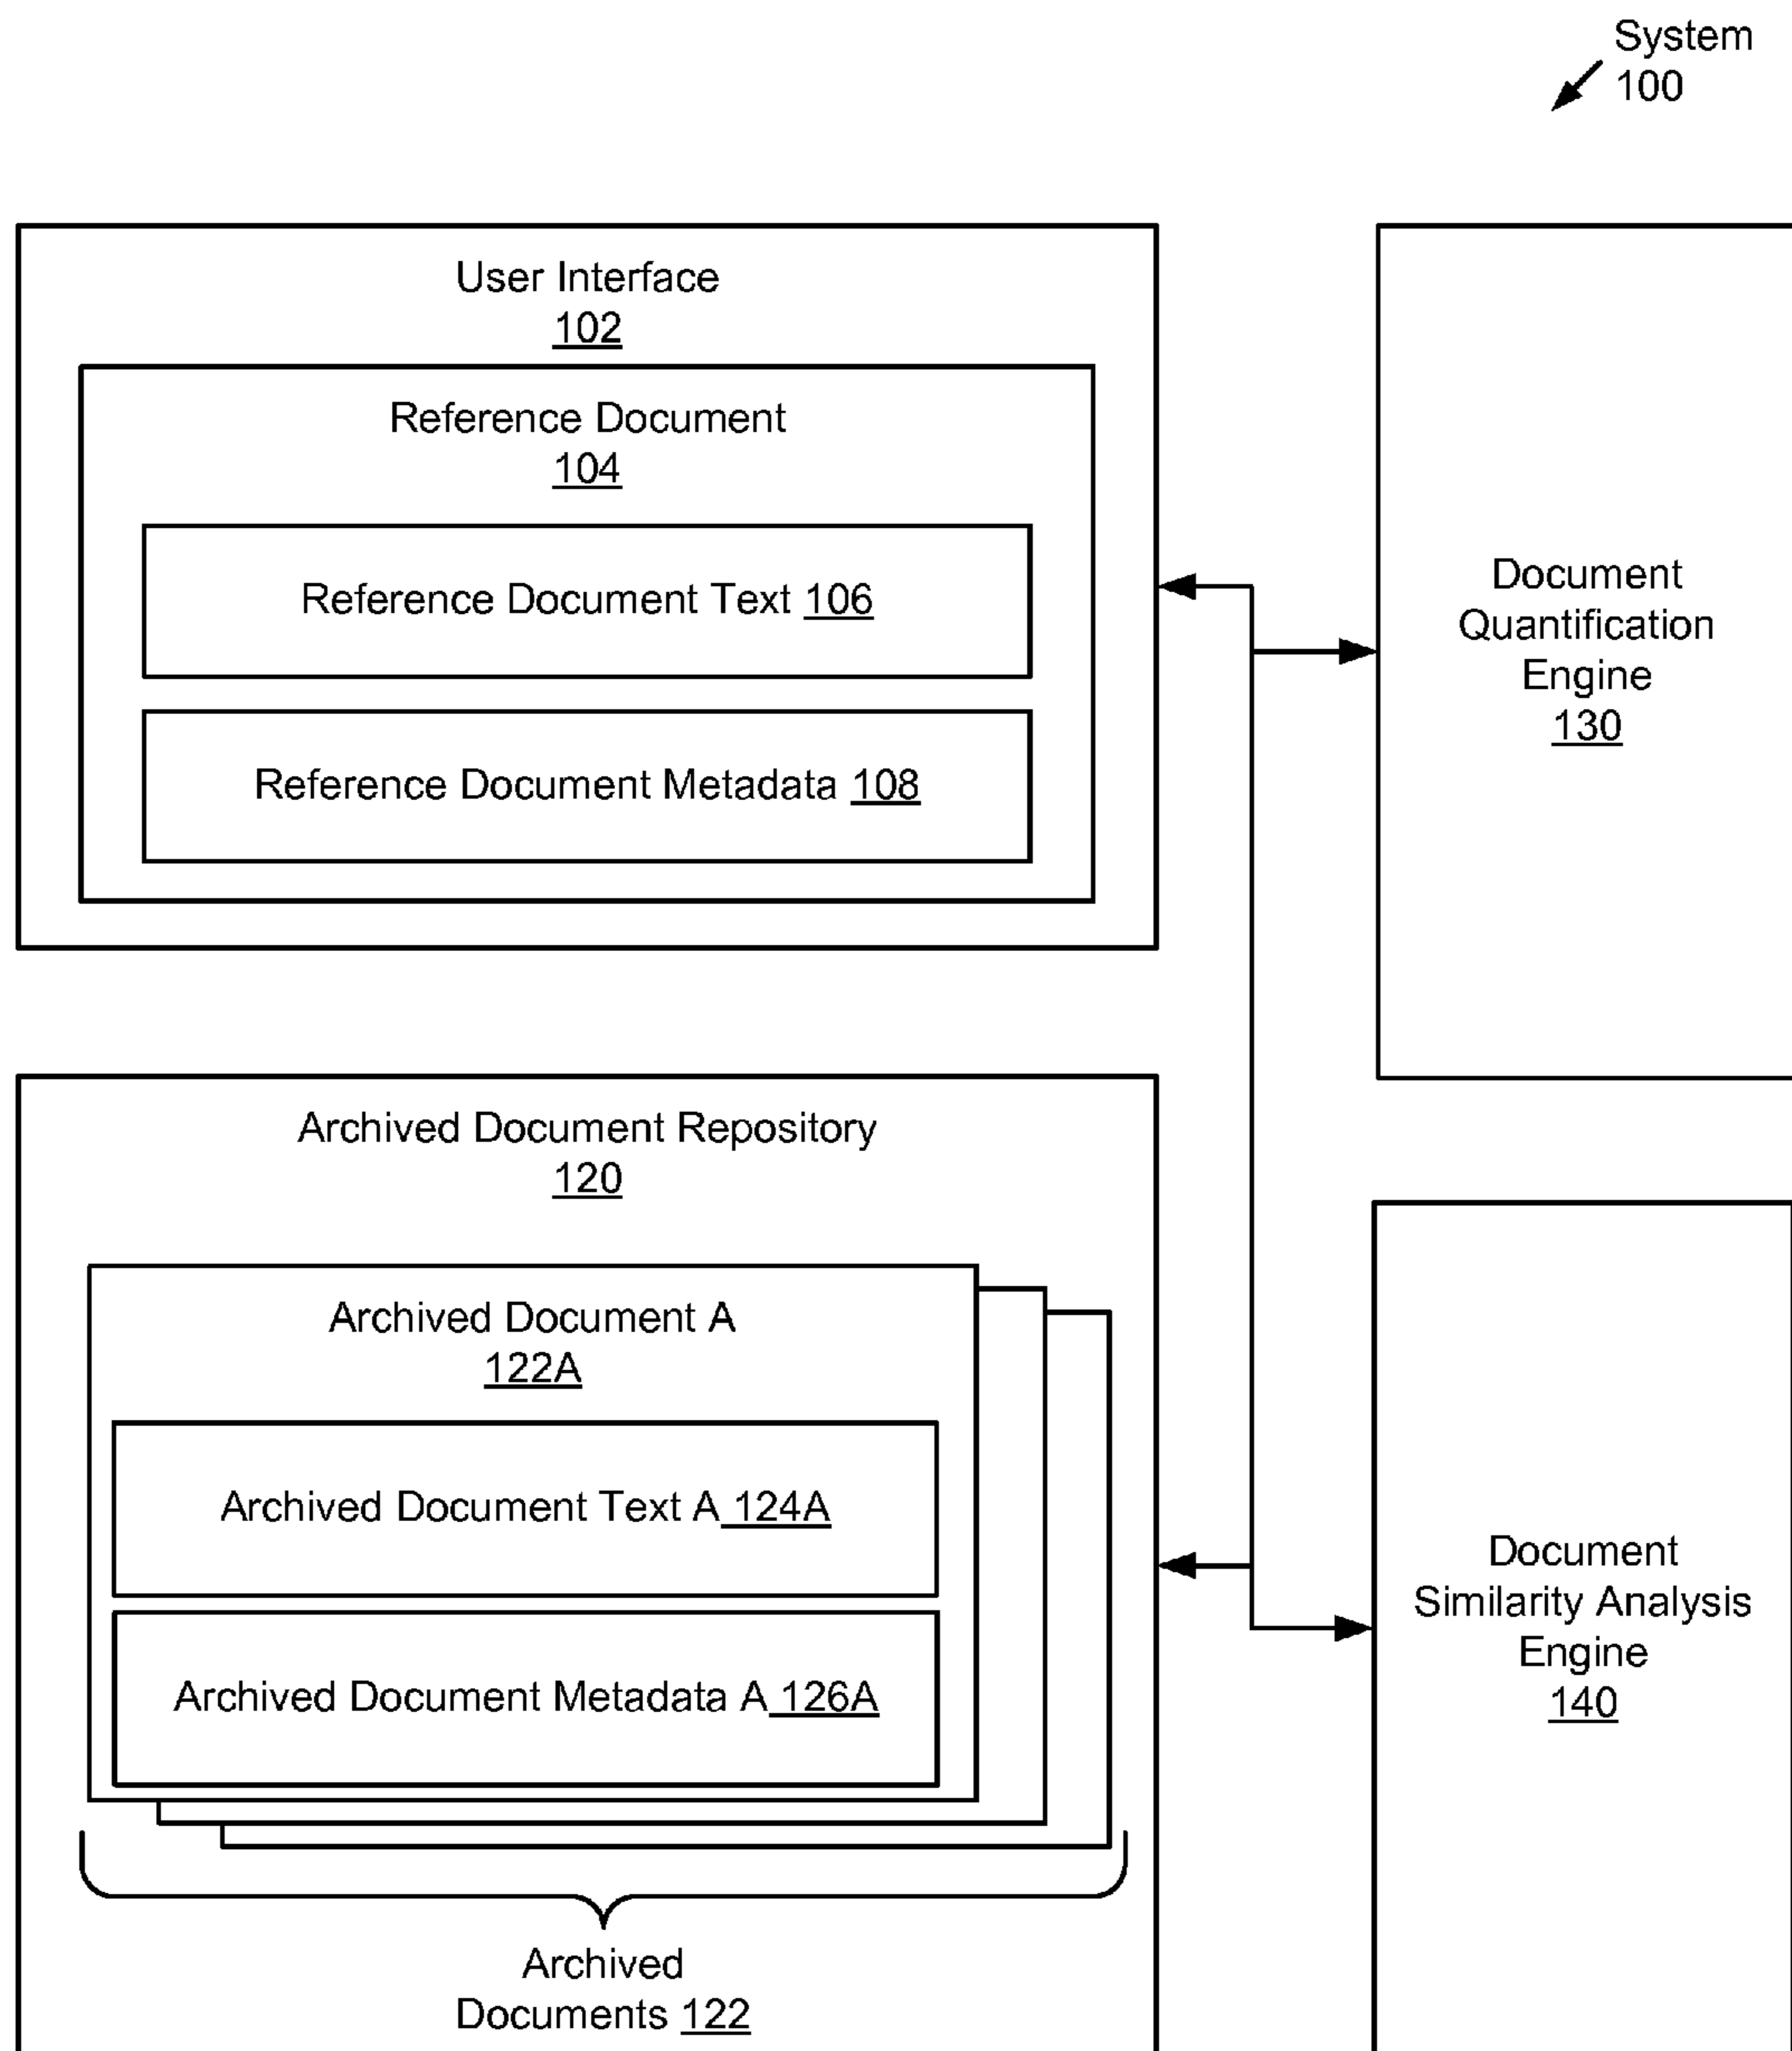 System
100
User Interface
102
Reference Document
104
Reference Document Text 106
Reference Document Metadata 108
Document
Quantification
Engine
130
Archived Document Repository
120
Archived Document A
122A
Archived Document Text A 124A
Archived Document Metadata A 126A
Archived
Documents 122
Document
Similarity Analysis
Engine
140